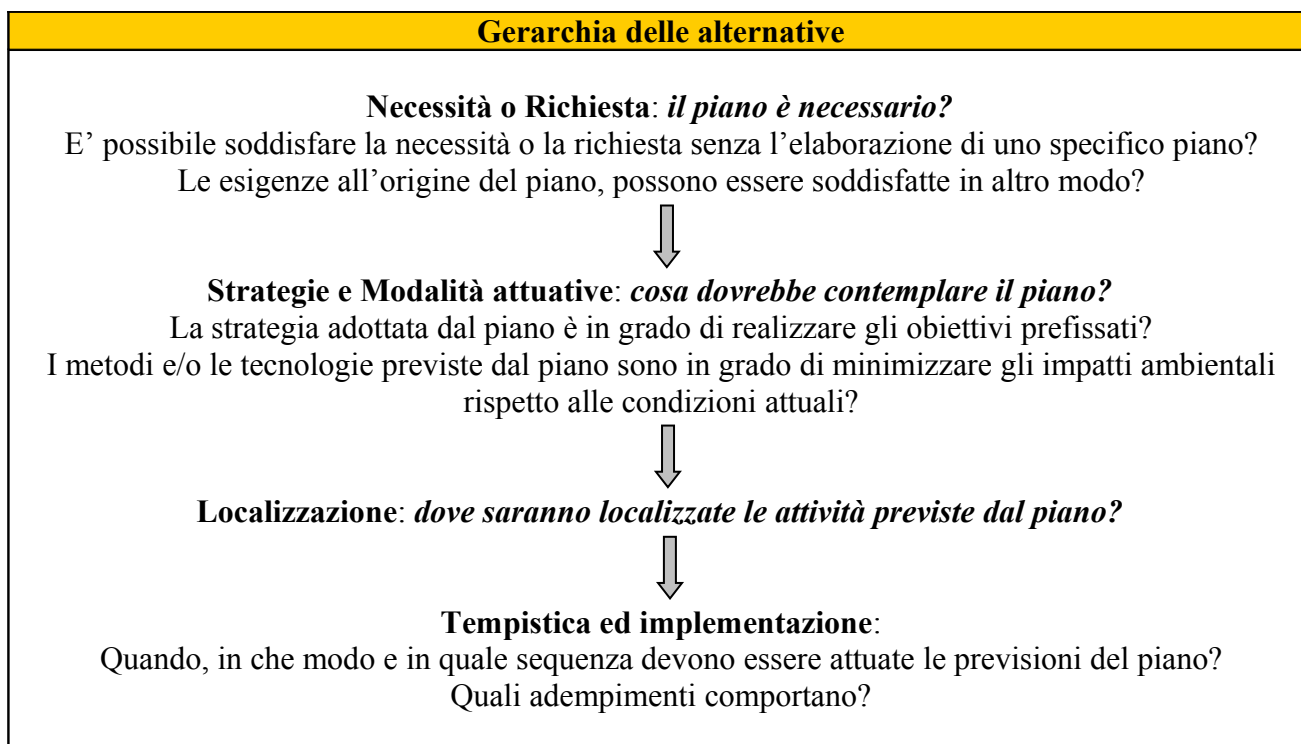 Gerarchia delle alternative
Necessità o Richiesta: il piano è necessario?
E’ possibile soddisfare la necessità o la richiesta senza l’elaborazione di uno specifico piano?
Le esigenze all’origine del piano, possono essere soddisfatte in altro modo?
Strategie e Modalità attuative: cosa dovrebbe contemplare il piano?
La strategia adottata dal piano è in grado di realizzare gli obiettivi prefissati?
I metodi e/o le tecnologie previste dal piano sono in grado di minimizzare gli impatti ambientali
rispetto alle condizioni attuali?
Localizzazione: dove saranno localizzate le attività previste dal piano?
Tempistica ed implementazione:
Quando, in che modo e in quale sequenza devono essere attuate le previsioni del piano?
Quali adempimenti comportano?